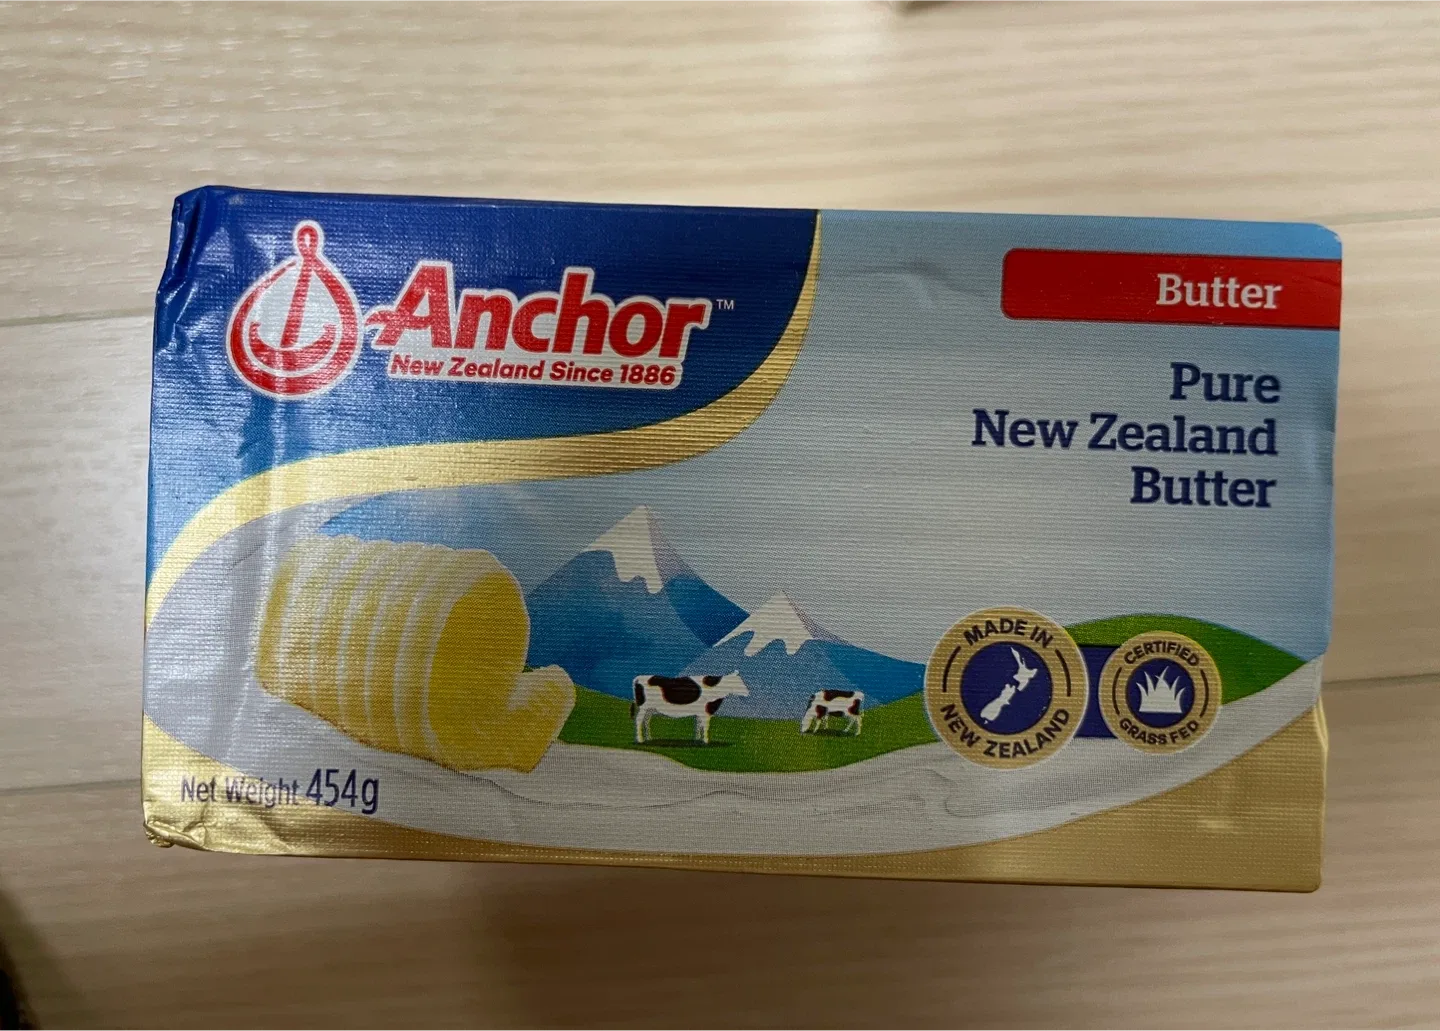 Anchor™
New Zealand Since 1886
Butter
Pure
New Zealand
Butter
MADE IN
NEW ZEALAND
CERTIFIED
GRASS FED
Net Weight 454g